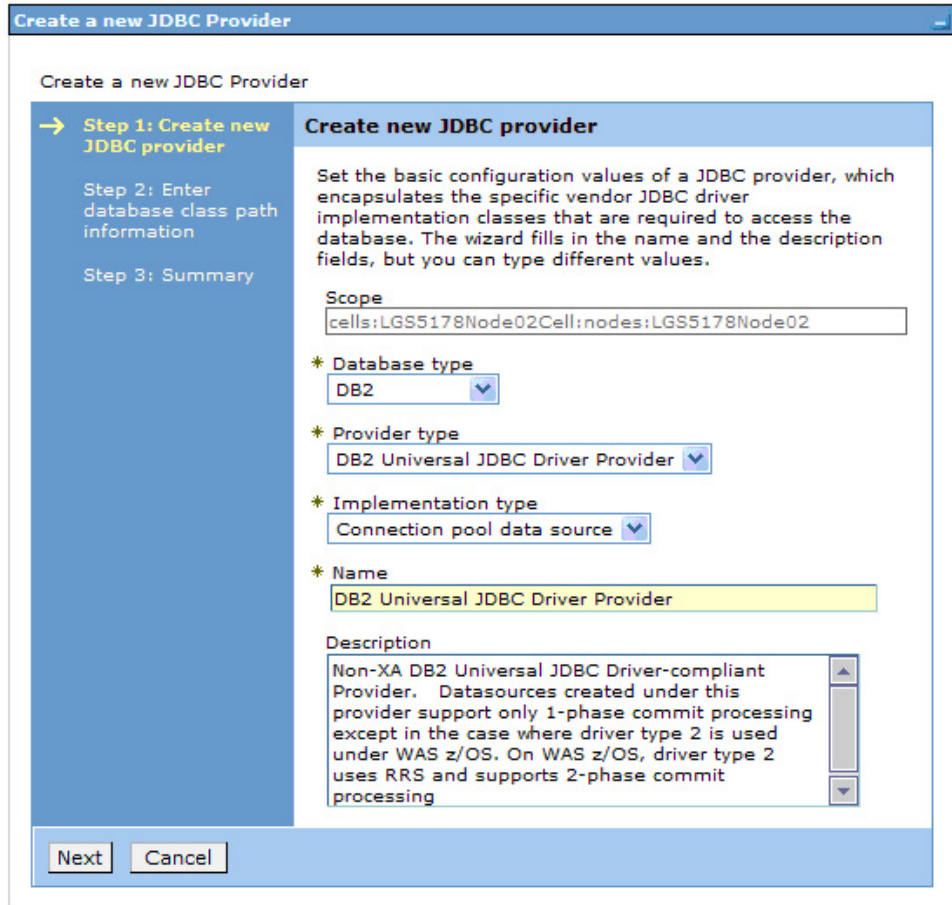 Create a new JDBC Provider
Create a new JDBC Provider
Step 1: Create new
JDBC provider
Step 2: Enter
database class path
information
Step 3: Summary
Create new JDBC provider
Set the basic configuration values of a JDBC provider, which
encapsulates the specific vendor JDBC driver
implementation classes that are required to access the
database. The wizard fills in the name and the description
fields, but you can type different values.
Scope
cells:LGS5178Node02Cell:nodes:LGS5178Node02
* Database type
DB2
* Provider type
DB2 Universal JDBC Driver Provider
* Implementation type
Connection pool data source
* Name
DB2 Universal JDBC Driver Provider
Description
Non-XA DB2 Universal JDBC Driver-compliant
Provider. Datasources created under this
provider support only 1-phase commit processing
except in the case where driver type 2 is used
under WAS z/OS. On WAS z/OS, driver type 2
uses RRS and supports 2-phase commit
processing
Next Cancel